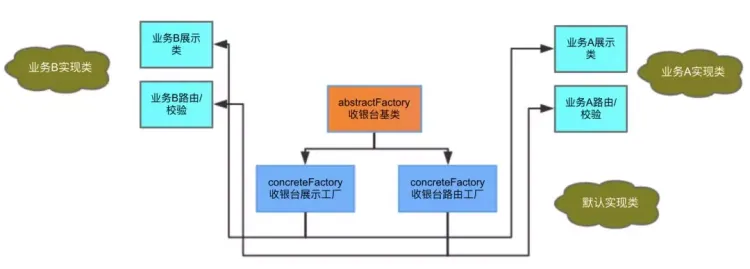 业务B实现类
业务B展示
类
业务B路由/
校验
abstractFactory
收银台基类
concreteFactory
收银台展示工厂
concreteFactory
收银台路由工厂
业务A展示
类
业务A路由/
校验
业务A实现类
默认实现类